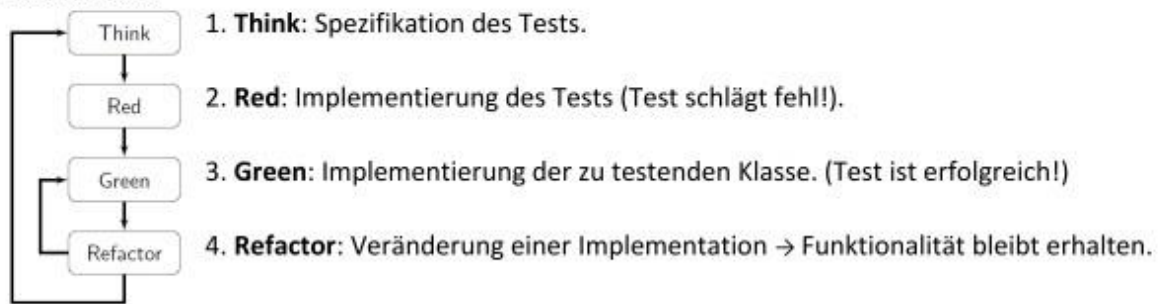 Think
1. Think: Spezifikation des Tests.
Red
2. Red: Implementierung des Tests (Test schlägt fehl!).
Green
3. Green: Implementierung der zu testenden Klasse. (Test ist erfolgreich!)
Refactor
4. Refactor: Veränderung einer Implementation → Funktionalität bleibt erhalten.